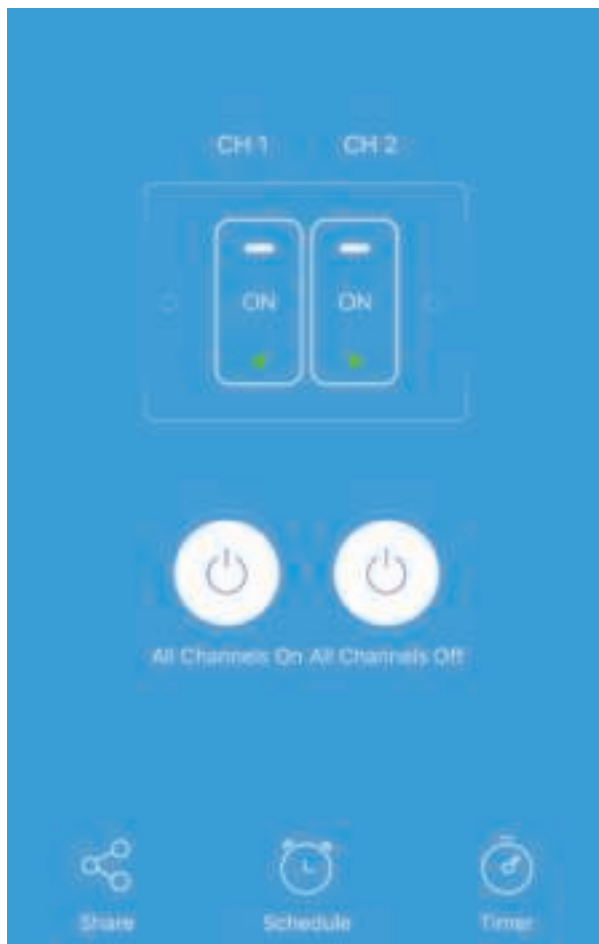 CH 1 CH 2
ON ON
All Channels On All Channels Off
Share Schedule Timer